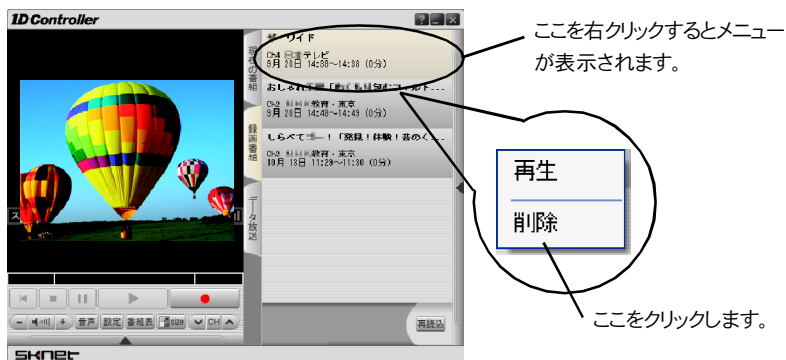 1D Controller
ワイド
Ch4 テレビ
9月 20日 14:38～14:38 (0分)
おしゃれ
Ch2 教育・東京
9月 20日 14:48～14:49 (0分)
しらべて ー！「発見！体験！昔のく...
Ch2 教育・東京
10月 13日 11:29～11:30 (0分)
現在の番組
録画番組
データ放送
音声 設定 番組表 size CH
再読込
SKNET
ここを右クリックするとメニュー
が表示されます。
再生
削除
ここをクリックします。